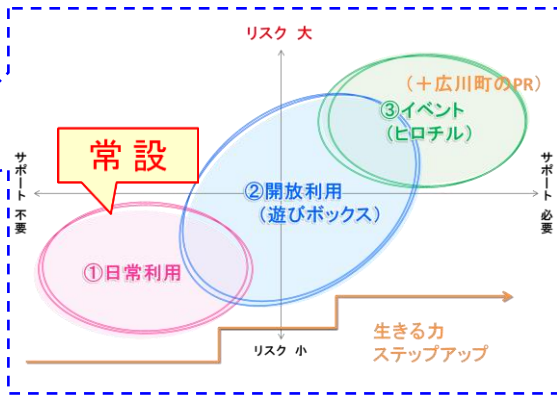 リスク 大
(＋広川町のPR)
③イベント
(ヒロチル)
常設
サポート 不要
②開放利用
(遊びボックス)
サポート 必要
①日常利用
生きる力
ステップアップ
リスク 小